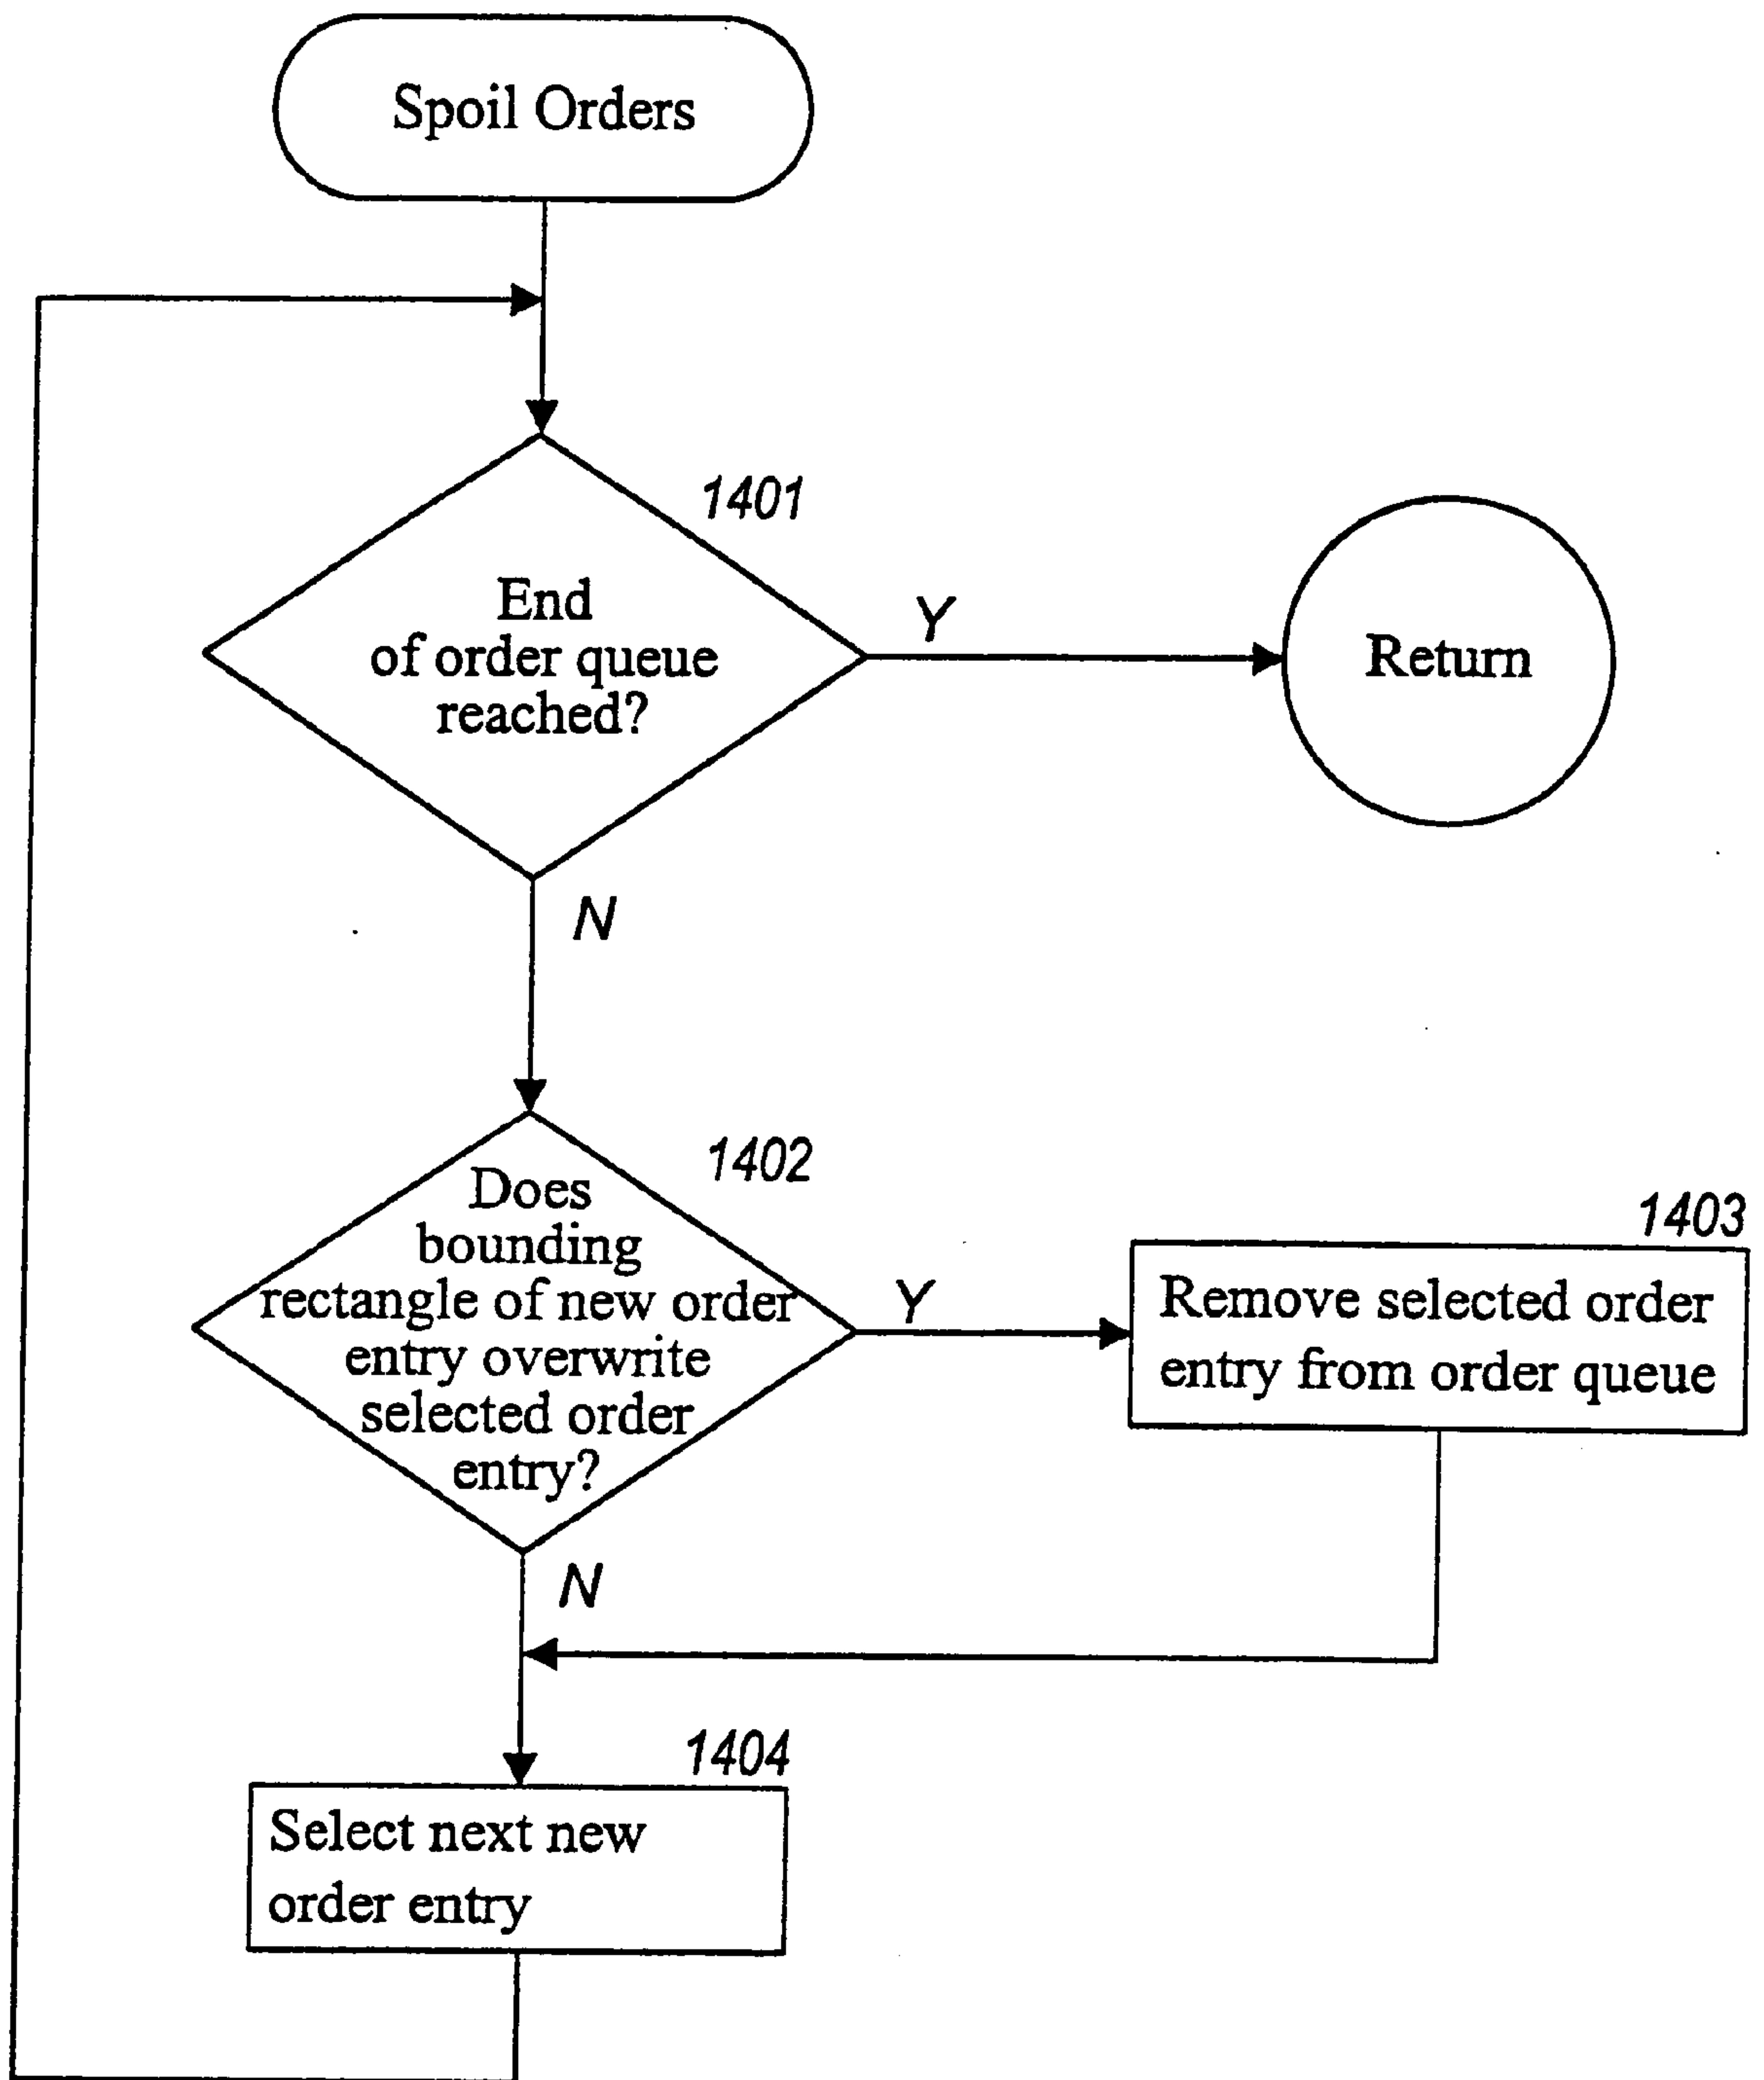 Spoil Orders
1401
End
of order queue
reached?
Y
Return
N
1402
Does
bounding
rectangle of new order
entry overwrite
selected order
entry?
Y
1403
Remove selected order
entry from order queue
N
1404
Select next new
order entry